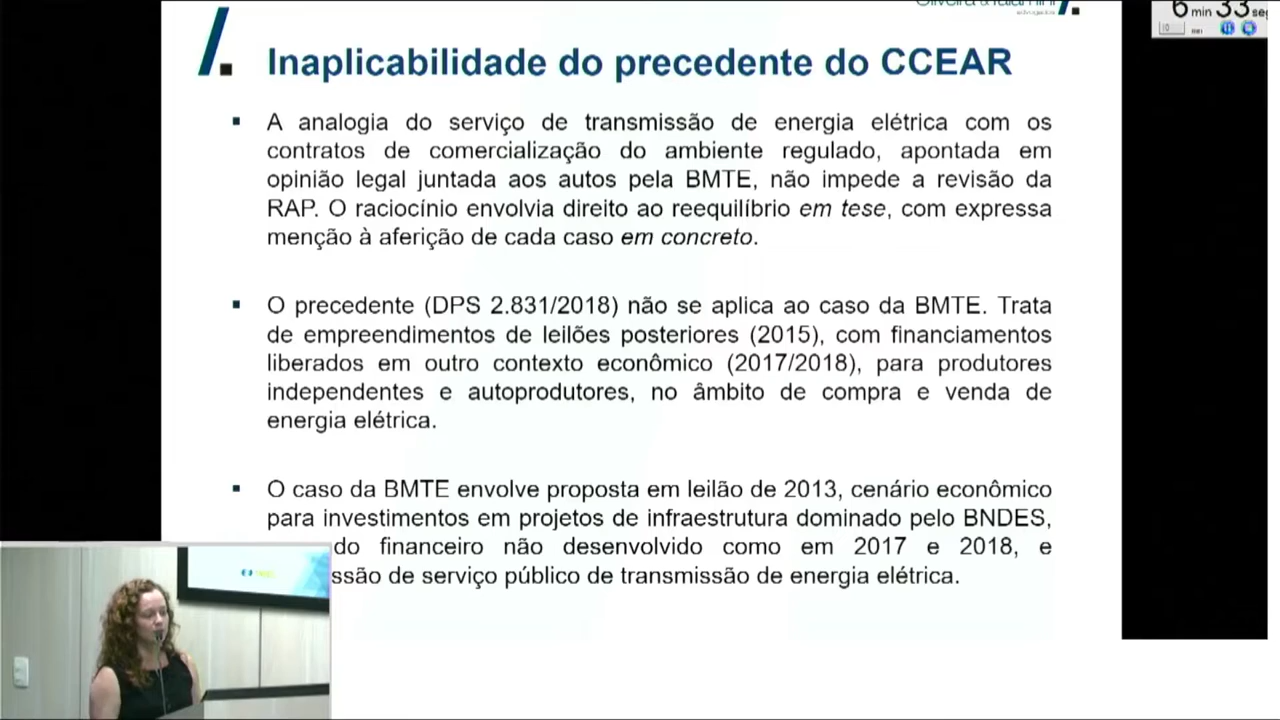 6 min 33 seg
Inaplicabilidade do precedente do CCEAR
A analogia do serviço de transmissão de energia elétrica com os
contratos de comercialização do ambiente regulado, apontada em
opinião legal juntada aos autos pela BMTE, não impede a revisão da
RAP. O raciocínio envolvia direito ao reequilíbrio em tese, com expressa
menção à aferição de cada caso em concreto.
O precedente (DPS 2.831/2018) não se aplica ao caso da BMTE. Trata
de empreendimentos de leilões posteriores (2015), com financiamentos
liberados em outro contexto econômico (2017/2018), para produtores
independentes e autoprodutores, no âmbito de compra e venda de
energia elétrica.
O caso da BMTE envolve proposta em leilão de 2013, cenário econômico
para investimentos em projetos de infraestrutura dominado pelo BNDES,
do financeiro não desenvolvido como em 2017 e 2018, e
ssão de serviço público de transmissão de energia elétrica.